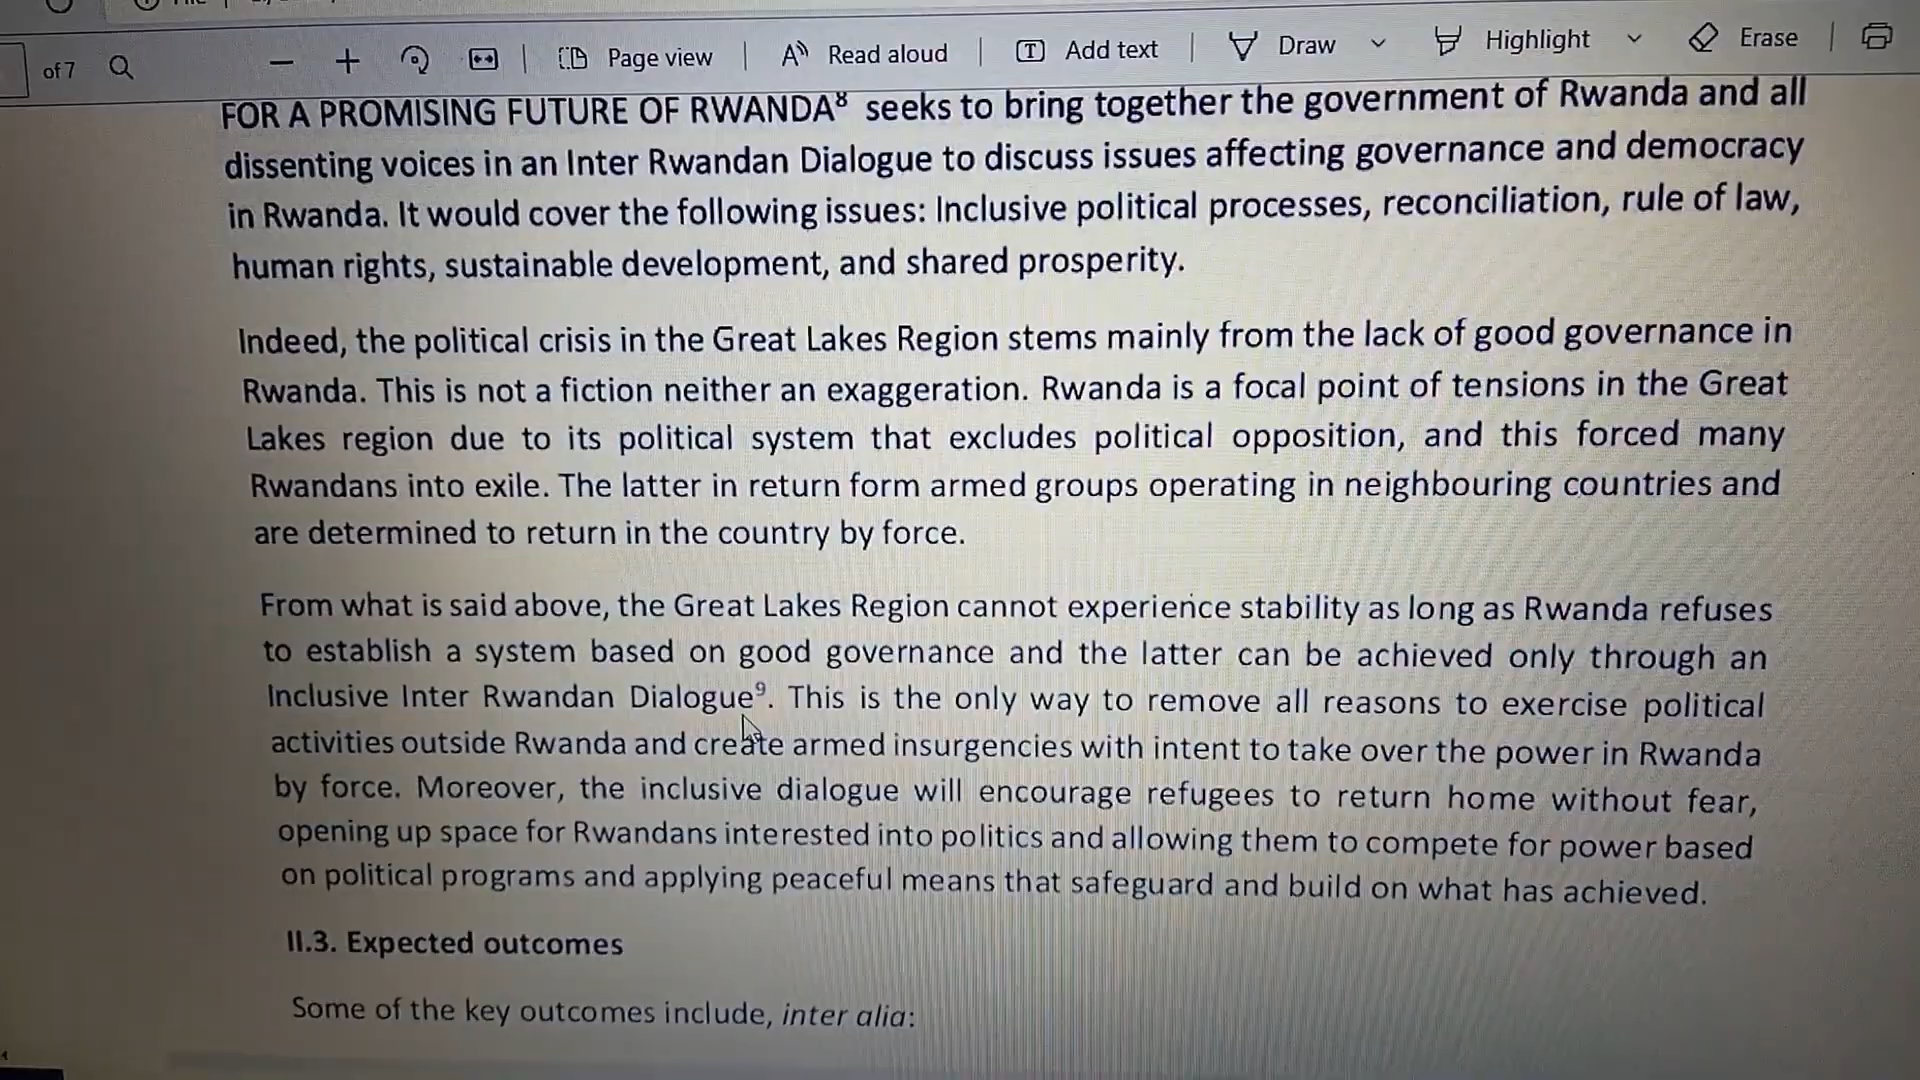 of 7
Page view
Read aloud
Add text
Draw
Highlight
Erase
FOR A PROMISING FUTURE OF RWANDA⁸ seeks to bring together the government of Rwanda and all
dissenting voices in an Inter Rwandan Dialogue to discuss issues affecting governance and democracy
in Rwanda. It would cover the following issues: Inclusive political processes, reconciliation, rule of law,
human rights, sustainable development, and shared prosperity.
Indeed, the political crisis in the Great Lakes Region stems mainly from the lack of good governance in
Rwanda. This is not a fiction neither an exaggeration. Rwanda is a focal point of tensions in the Great
Lakes region due to its political system that excludes political opposition, and this forced many
Rwandans into exile. The latter in return form armed groups operating in neighbouring countries and
are determined to return in the country by force.
From what is said above, the Great Lakes Region cannot experience stability as long as Rwanda refuses
to establish a system based on good governance and the latter can be achieved only through an
Inclusive Inter Rwandan Dialogue⁹. This is the only way to remove all reasons to exercise political
activities outside Rwanda and create armed insurgencies with intent to take over the power in Rwanda
by force. Moreover, the inclusive dialogue will encourage refugees to return home without fear,
opening up space for Rwandans interested into politics and allowing them to compete for power based
on political programs and applying peaceful means that safeguard and build on what has achieved.
II.3. Expected outcomes
Some of the key outcomes include, inter alia: